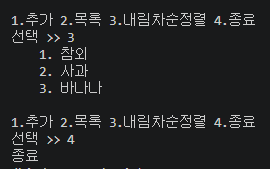 1.추가 2.목록 3.내림차순정렬 4.종료
선택 >> 3
1. 참외
2. 사과
3. 바나나
1.추가 2.목록 3.내림차순정렬 4.종료
선택 >> 4
종료